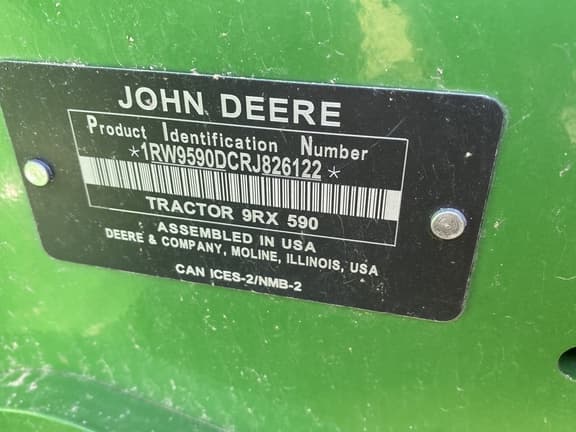 JOHN DEERE
Product Identification Number
*1RW9590DCRJ826122*
TRACTOR 9RX 590
ASSEMBLED IN USA
DEERE & COMPANY, MOLINE, ILLINOIS, USA
CAN ICES-2/NMB-2